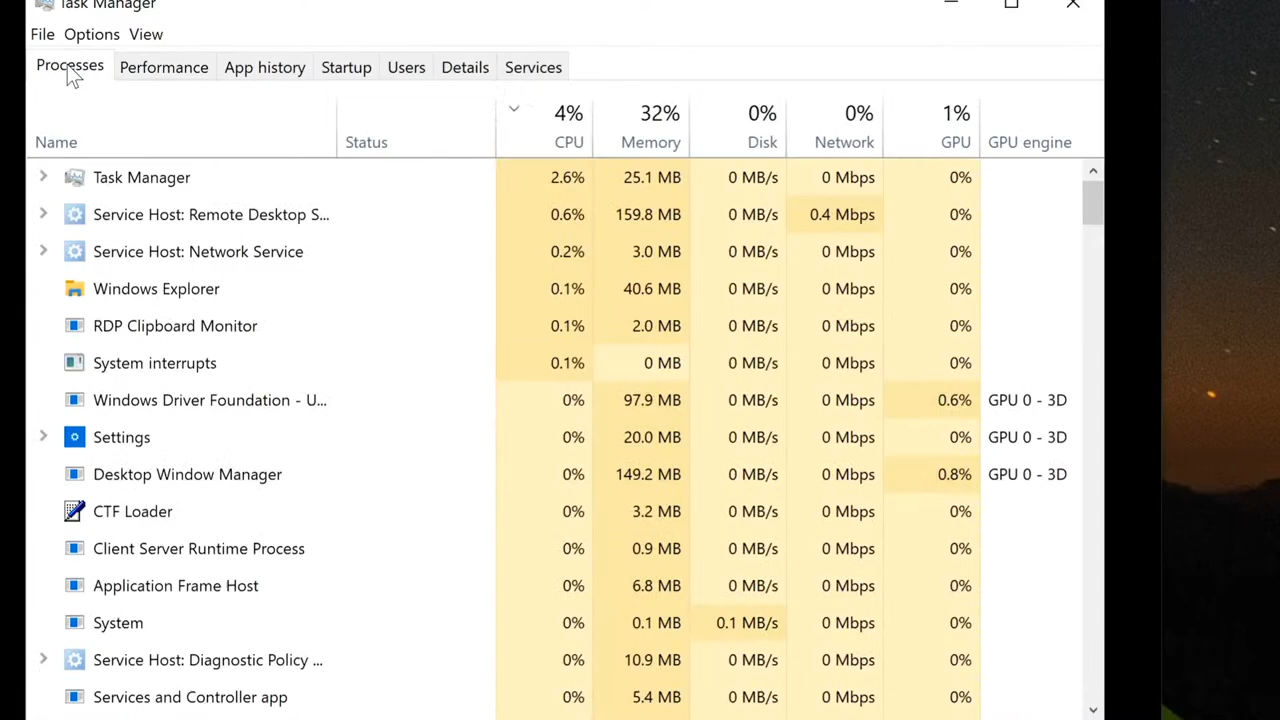 Task Manager
File Options View
Processes Performance App history Startup Users Details Services
4% 32% 0% 0% 1%
Name Status CPU Memory Disk Network GPU GPU engine
Task Manager 2.6% 25.1 MB 0 MB/s 0 Mbps 0%
Service Host: Remote Desktop S... 0.6% 159.8 MB 0 MB/s 0.4 Mbps 0%
Service Host: Network Service 0.2% 3.0 MB 0 MB/s 0 Mbps 0%
Windows Explorer 0.1% 40.6 MB 0 MB/s 0 Mbps 0%
RDP Clipboard Monitor 0.1% 2.0 MB 0 MB/s 0 Mbps 0%
System interrupts 0.1% 0 MB 0 MB/s 0 Mbps 0%
Windows Driver Foundation - U... 0% 97.9 MB 0 MB/s 0 Mbps 0.6% GPU 0 - 3D
Settings 0% 20.0 MB 0 MB/s 0 Mbps 0% GPU 0 - 3D
Desktop Window Manager 0% 149.2 MB 0 MB/s 0 Mbps 0.8% GPU 0 - 3D
CTF Loader 0% 3.2 MB 0 MB/s 0 Mbps 0%
Client Server Runtime Process 0% 0.9 MB 0 MB/s 0 Mbps 0%
Application Frame Host 0% 6.8 MB 0 MB/s 0 Mbps 0%
System 0% 0.1 MB 0.1 MB/s 0 Mbps 0%
Service Host: Diagnostic Policy ... 0% 10.9 MB 0 MB/s 0 Mbps 0%
Services and Controller app 0% 5.4 MB 0 MB/s 0 Mbps 0%